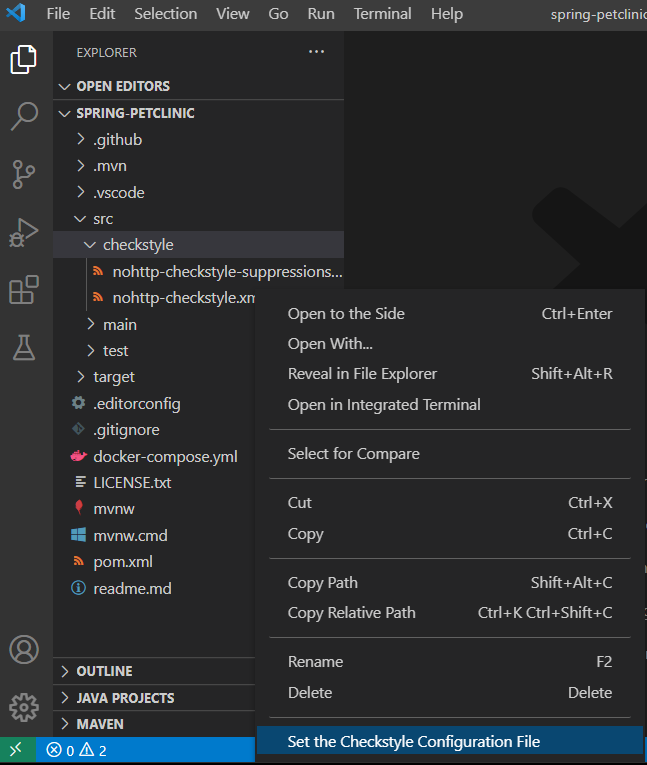 File Edit Selection View Go Run Terminal Help spring-petclinic
EXPLORER ...
OPEN EDITORS
SPRING-PETCLINIC
.github
.mvn
.vscode
src
checkstyle
nohttp-checkstyle-suppressions...
nohttp-checkstyle.xm
main
test
target
.editorconfig
.gitignore
docker-compose.yml
LICENSE.txt
mvnw
mvnw.cmd
pom.xml
readme.md
OUTLINE
JAVA PROJECTS
MAVEN
0 2
Open to the Side Ctrl+Enter
Open With...
Reveal in File Explorer Shift+Alt+R
Open in Integrated Terminal
Select for Compare
Cut Ctrl+X
Copy Ctrl+C
Copy Path Shift+Alt+C
Copy Relative Path Ctrl+K Ctrl+Shift+C
Rename F2
Delete Delete
Set the Checkstyle Configuration File